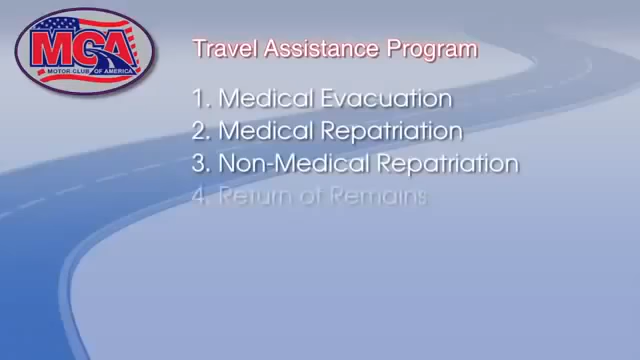 MCA
MOTOR CLUB OF AMERICA
Travel Assistance Program
1. Medical Evacuation
2. Medical Repatriation
3. Non-Medical Repatriation
4. Return of Remains